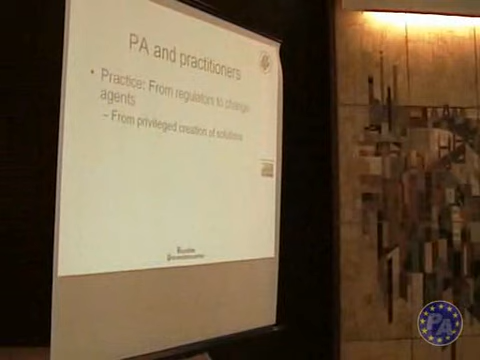 PA and practitioners
• Practice: From regulators to change
agents
– From privileged creation of solutions
PA